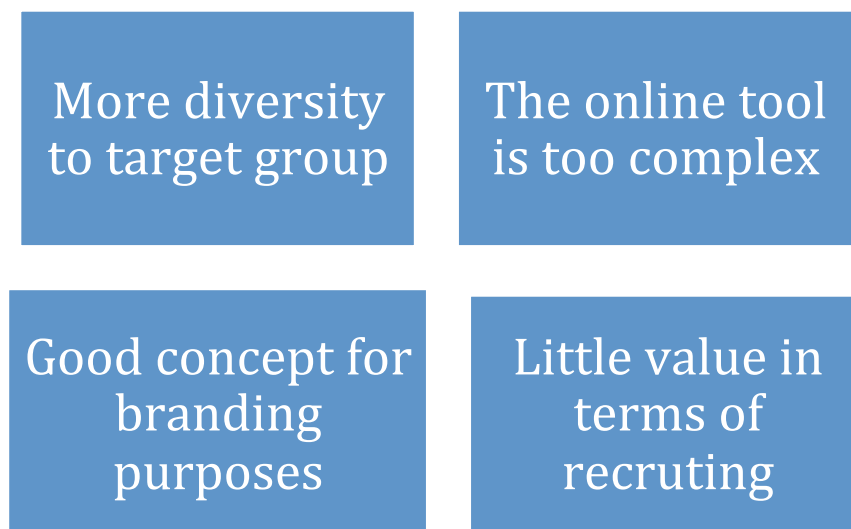 More diversity
to target group
The online tool
is too complex
Good concept for
branding
purposes
Little value in
terms of
recruting